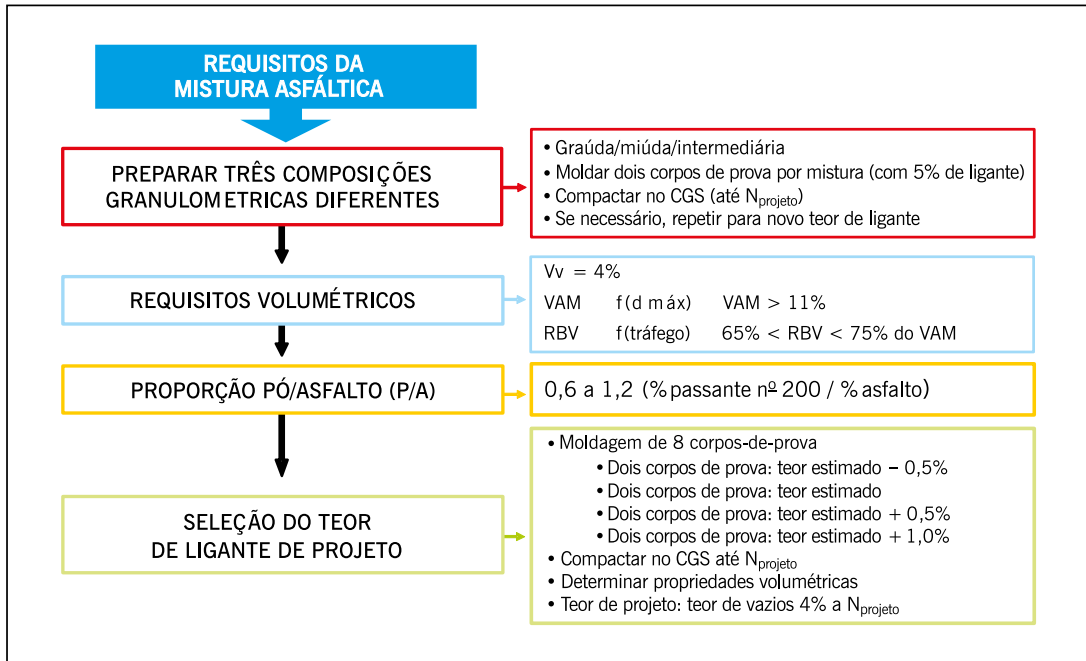 REQUISITOS DA
MISTURA ASFÁLTICA
PREPARAR TRÊS COMPOSIÇÕES
GRANULOMETRICAS DIFERENTES
• Graúda/miúda/intermediária
• Moldar dois corpos de prova por mistura (com 5% de ligante)
• Compactar no CGS (até Nprojeto)
• Se necessário, repetir para novo teor de ligante
REQUISITOS VOLUMÉTRICOS
Vv = 4%
VAM f(d máx) VAM > 11%
RBV f(tráfego) 65% < RBV < 75% do VAM
PROPORÇÃO PÓ/ASFALTO (P/A)
0,6 a 1,2 (% passante nº 200 / % asfalto)
SELEÇÃO DO TEOR
DE LIGANTE DE PROJETO
• Moldagem de 8 corpos-de-prova
• Dois corpos de prova: teor estimado – 0,5%
• Dois corpos de prova: teor estimado
• Dois corpos de prova: teor estimado + 0,5%
• Dois corpos de prova: teor estimado + 1,0%
• Compactar no CGS até Nprojeto
• Determinar propriedades volumétricas
• Teor de projeto: teor de vazios 4% a Nprojeto